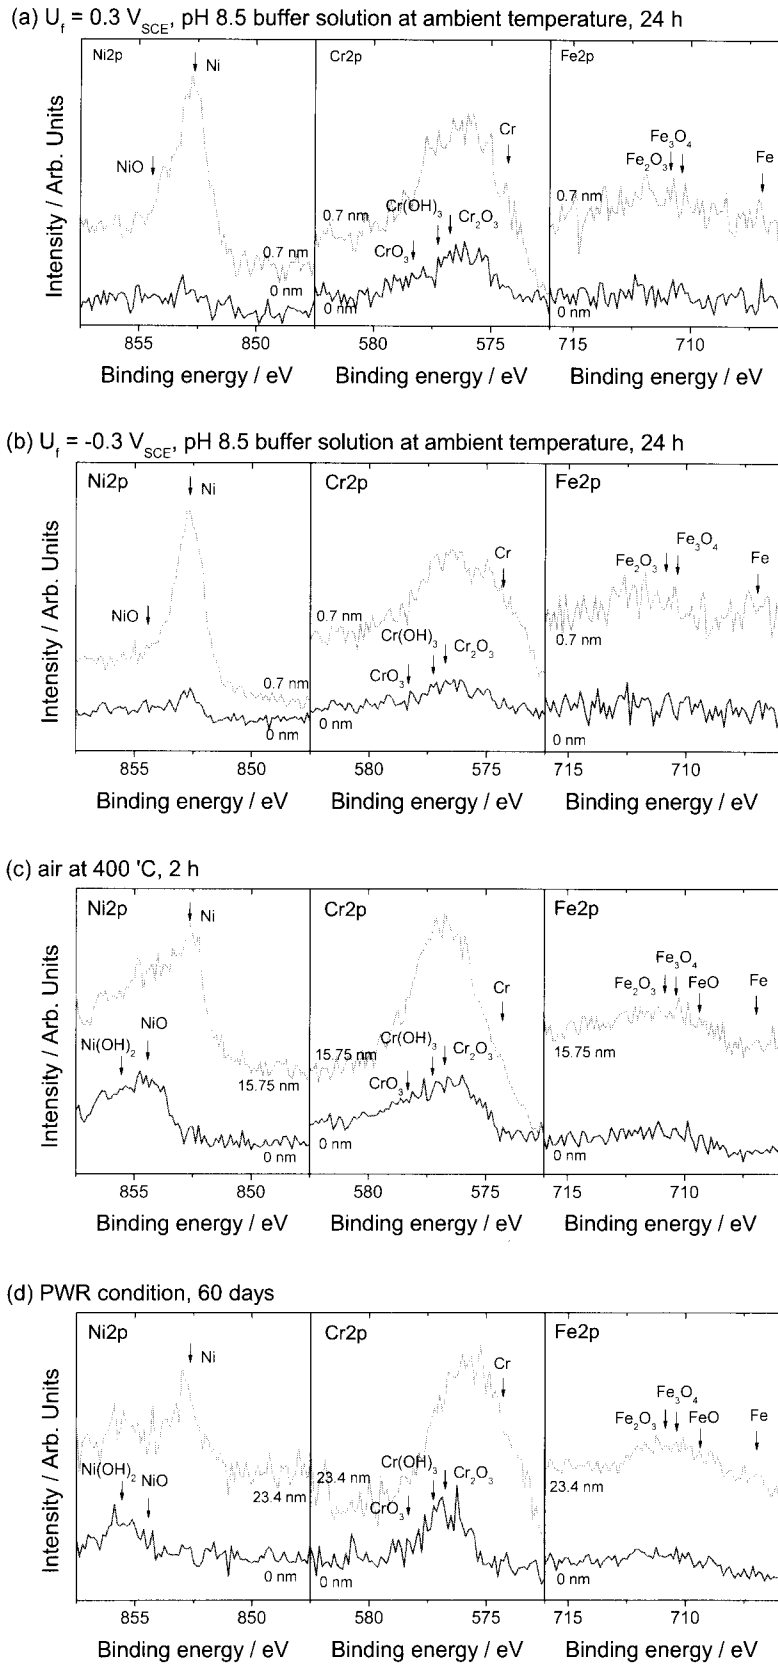 (a) U_f = 0.3 V_SCE, pH 8.5 buffer solution at ambient temperature, 24 h
Ni2p
Cr2p
Fe2p
Ni
NiO
0.7 nm
0 nm
Cr
Cr(OH)₃
Cr₂O₃
CrO₃
0.7 nm
0 nm
Fe₃O₄
Fe₂O₃
Fe
0.7 nm
0 nm
Intensity / Arb. Units
855 850 580 575 715 710
Binding energy / eV Binding energy / eV Binding energy / eV
(b) U_f = -0.3 V_SCE, pH 8.5 buffer solution at ambient temperature, 24 h
Ni2p
Cr2p
Fe2p
Ni
NiO
0.7 nm
0 nm
Cr
Cr(OH)₃
Cr₂O₃
CrO₃
0.7 nm
0 nm
Fe₂O₃
Fe₃O₄
Fe
0.7 nm
0 nm
Intensity / Arb. Units
855 850 580 575 715 710
Binding energy / eV Binding energy / eV Binding energy / eV
(c) air at 400 'C, 2 h
Ni2p
Cr2p
Fe2p
Ni
NiO
Ni(OH)₂
15.75 nm
0 nm
Cr
Cr(OH)₃
Cr₂O₃
CrO₃
15.75 nm
0 nm
Fe₃O₄
Fe₂O₃
FeO
Fe
15.75 nm
0 nm
Intensity / Arb. Units
855 850 580 575 715 710
Binding energy / eV Binding energy / eV Binding energy / eV
(d) PWR condition, 60 days
Ni2p
Cr2p
Fe2p
Ni
Ni(OH)₂
NiO
23.4 nm
0 nm
Cr
Cr(OH)₃
Cr₂O₃
CrO₃
23.4 nm
0 nm
Fe₃O₄
Fe₂O₃
FeO
Fe
23.4 nm
0 nm
Intensity / Arb. Units
855 850 580 575 715 710
Binding energy / eV Binding energy / eV Binding energy / eV